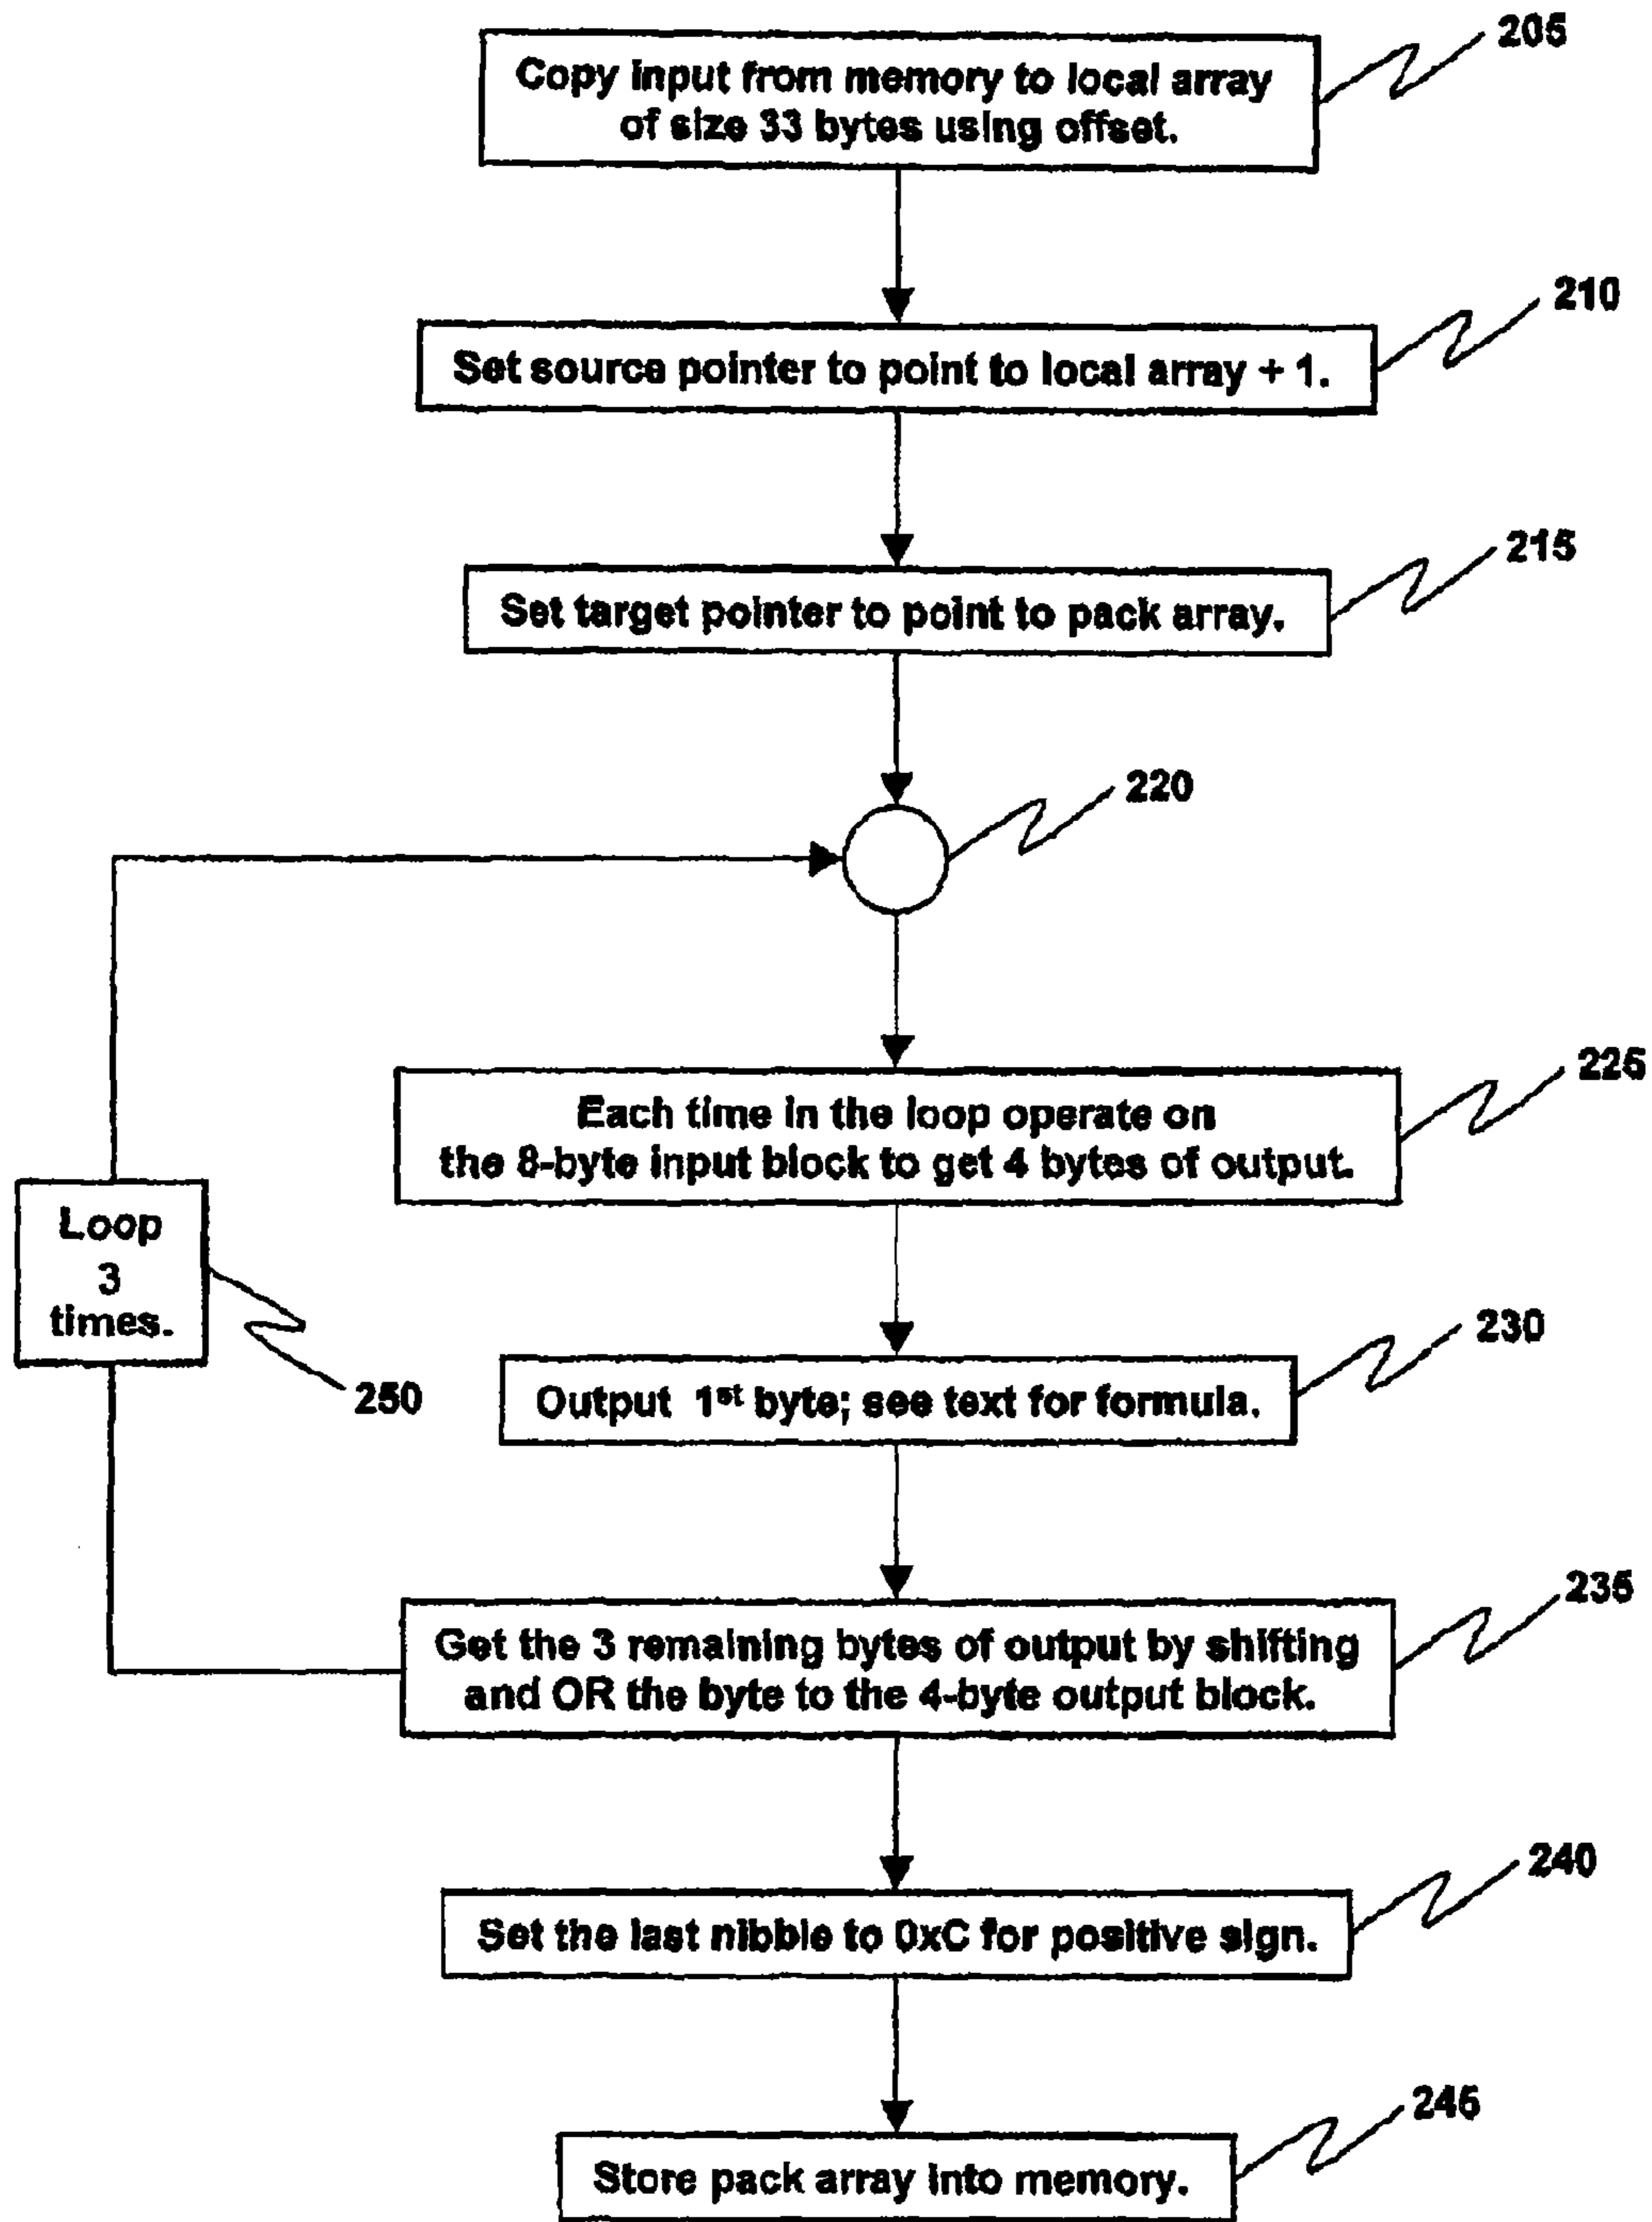 205
Copy input from memory to local array
of size 33 bytes using offset.
210
Set source pointer to point to local array + 1.
215
Set target pointer to point to pack array.
220
225
Each time in the loop operate on
the 8-byte input block to get 4 bytes of output.
Loop
3
times.
250
230
Output 1st byte; see text for formula.
235
Get the 3 remaining bytes of output by shifting
and OR the byte to the 4-byte output block.
240
Set the last nibble to 0xC for positive sign.
245
Store pack array into memory.